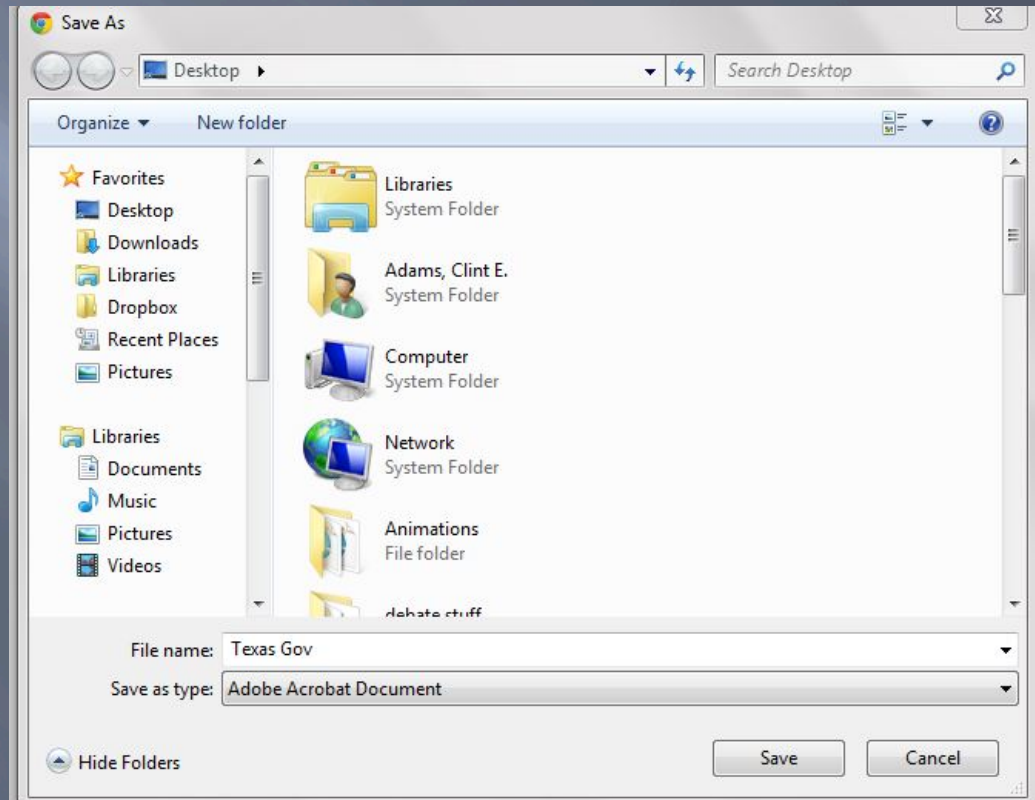 Save As
Desktop
Search Desktop
Organize
New folder
Favorites
Desktop
Downloads
Libraries
Dropbox
Recent Places
Pictures
Libraries
Documents
Music
Pictures
Videos
Libraries
System Folder
Adams, Clint E.
System Folder
Computer
System Folder
Network
System Folder
Animations
File folder
debate stuff
File name: Texas Gov
Save as type: Adobe Acrobat Document
Hide Folders
Save
Cancel